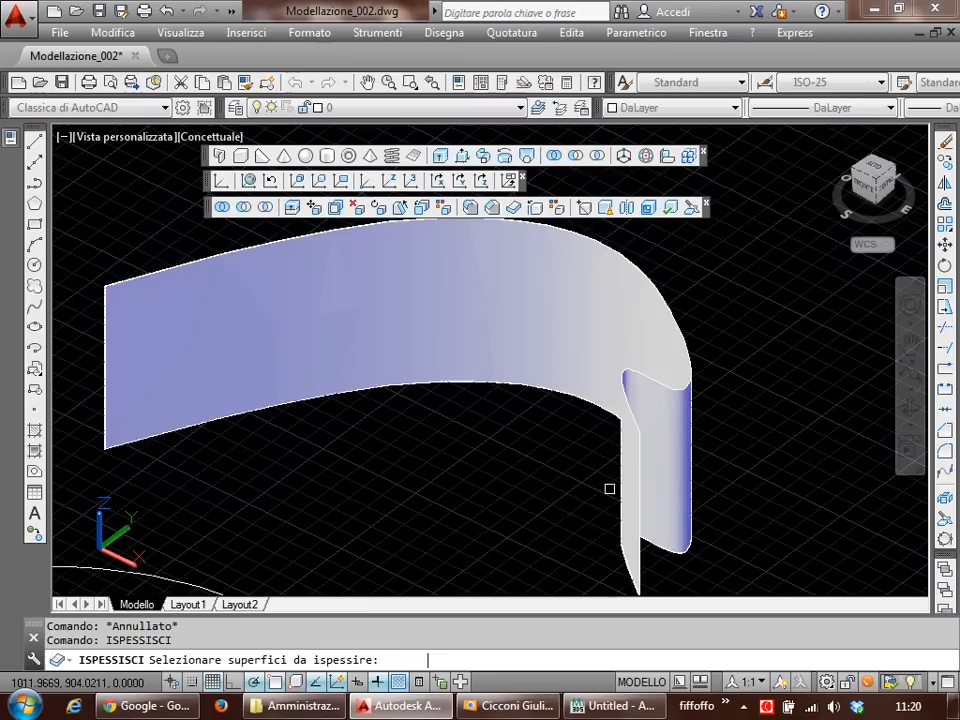 Modellazione_002.dwg
Digitare parola chiave o frase
Accedi
File Modifica Visualizza Inserisci Formato Strumenti Disegna Quotatura Edita Parametrico Finestra ? Express
Modellazione_002*
Standard ISO-25 Standard
Classica di AutoCAD 0 DaLayer DaLayer
[−][Vista personalizzata][Concettuale]
ALTO
S E
WCS
Z
Y
X
Modello Layout1 Layout2
Comando: *Annullato*
Comando: ISPESSISCI
ISPESSISCI Selezionare superfici da ispessire:
1011.9669, 904.0211, 0.0000 MODELLO 1:1
Google - Go... Amministraz... Autodesk A... Cicconi Giuli... Untitled - A... fiffoffo 11:20